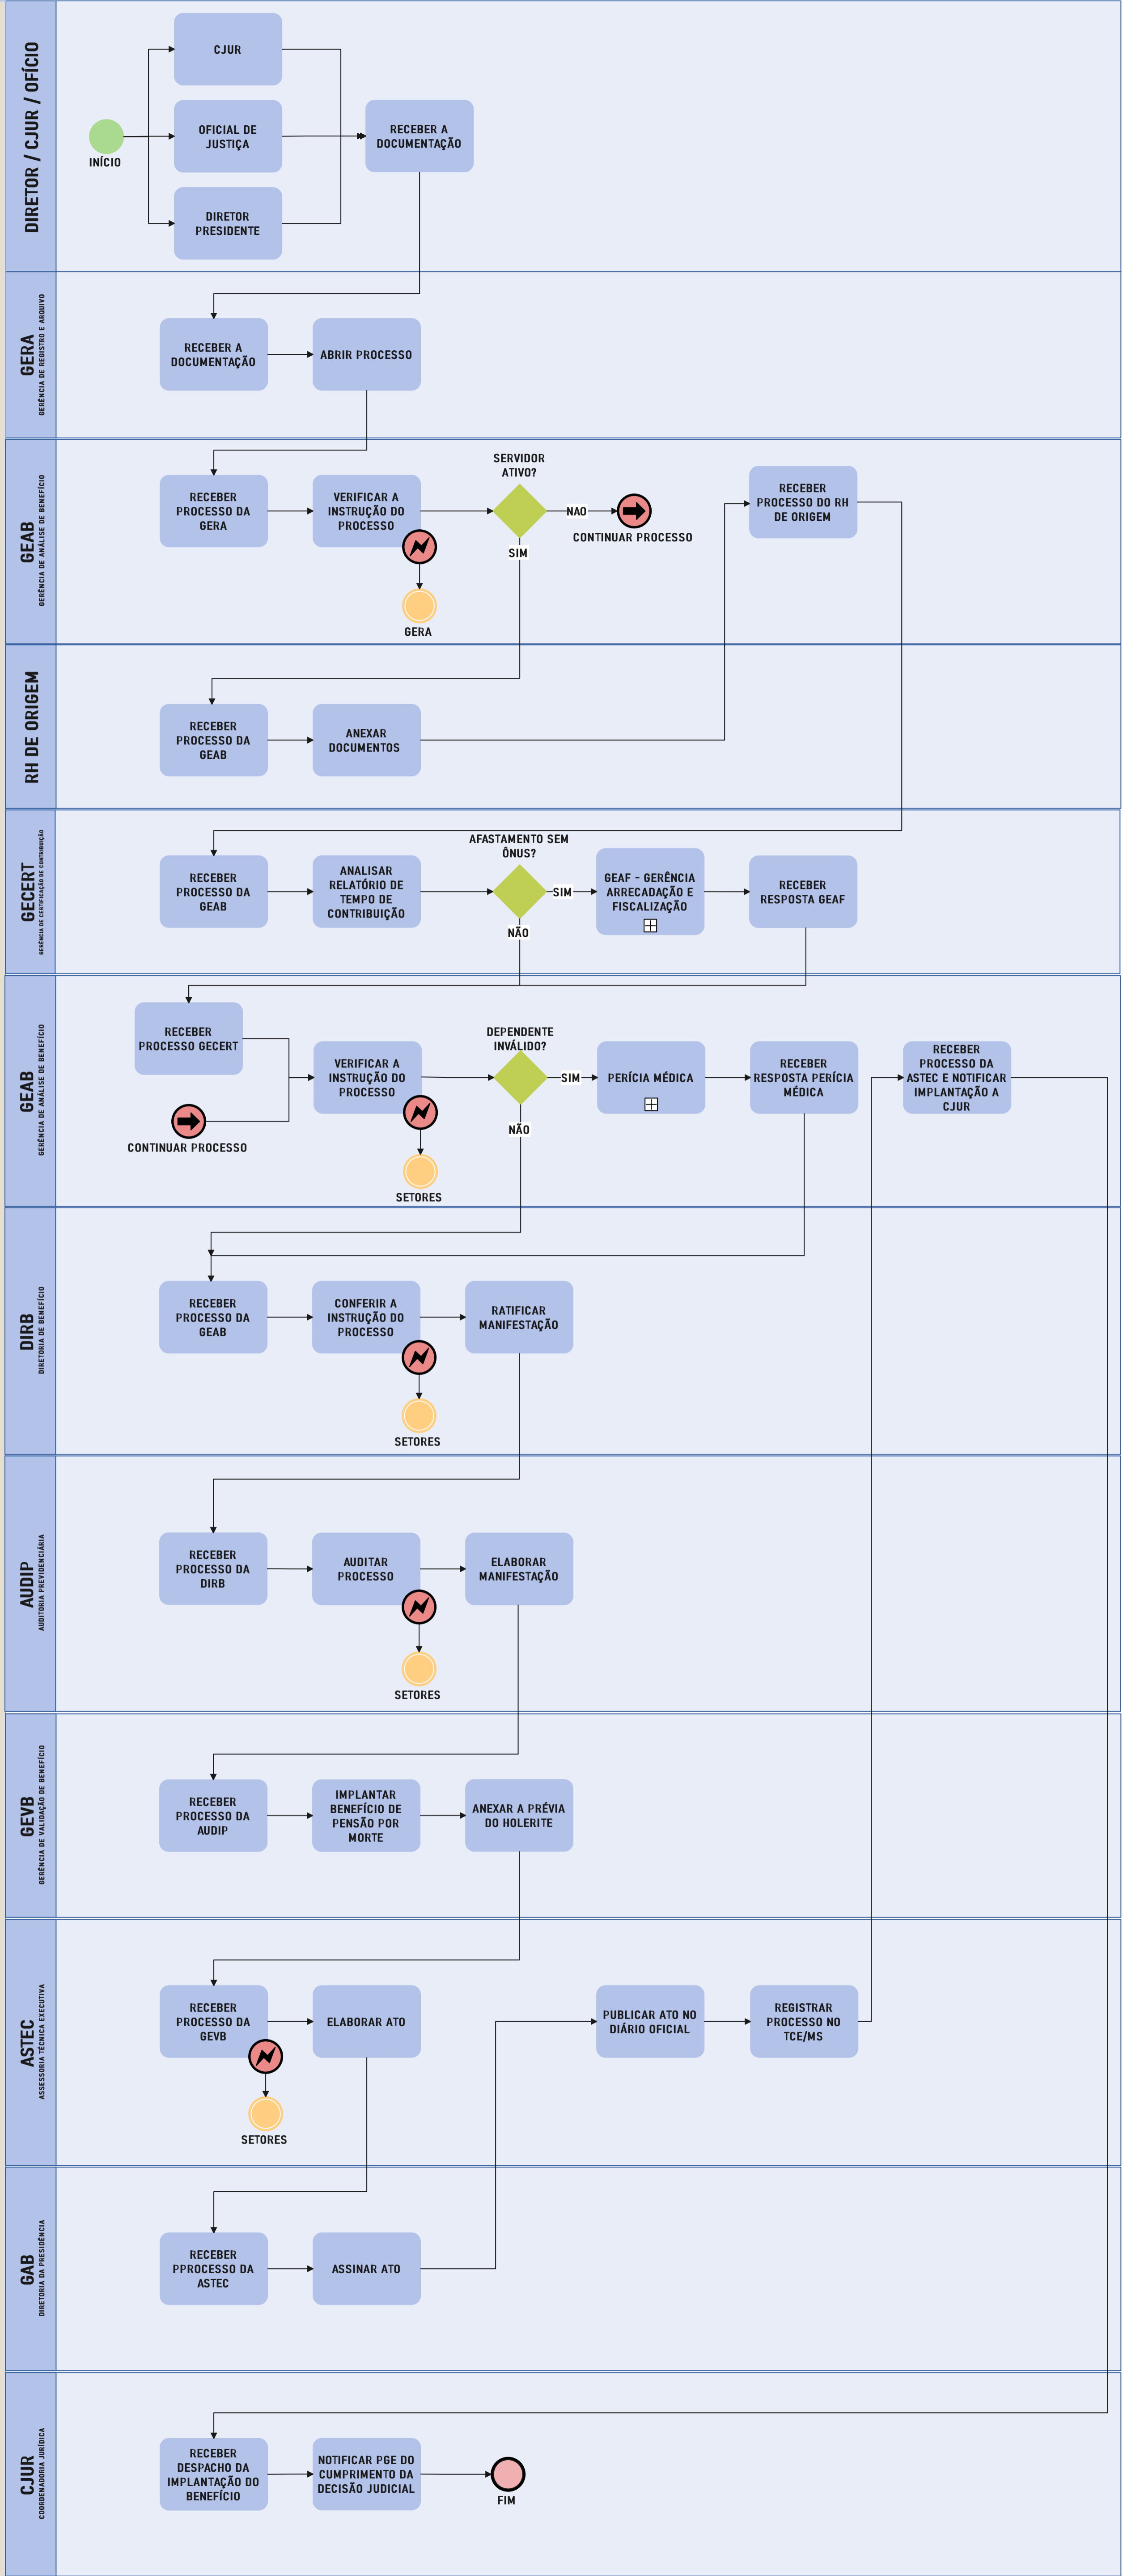 DIRETOR / CJUR / OFÍCIO
CJUR
OFICIAL DE
JUSTIÇA
DIRETOR
PRESIDENTE
INÍCIO
RECEBER A
DOCUMENTAÇÃO
GERA
GERÊNCIA DE REGISTRO E ARQUIVO
RECEBER A
DOCUMENTAÇÃO
ABRIR PROCESSO
GEAB
GERÊNCIA DE ANÁLISE DE BENEFÍCIO
RECEBER
PROCESSO DA
GERA
VERIFICAR A
INSTRUÇÃO DO
PROCESSO
GERA
SERVIDOR
ATIVO?
NAO
SIM
CONTINUAR PROCESSO
RECEBER
PROCESSO DO RH
DE ORIGEM
RH DE ORIGEM
RECEBER
PROCESSO DA
GEAB
ANEXAR
DOCUMENTOS
GECERT
GERÊNCIA DE CERTIFICAÇÃO DE CONTRIBUIÇÃO
RECEBER
PROCESSO DA
GEAB
ANALISAR
RELATÓRIO DE
TEMPO DE
CONTRIBUIÇÃO
AFASTAMENTO SEM
ÔNUS?
SIM
NÃO
GEAF - GERÊNCIA
ARRECADAÇÃO E
FISCALIZAÇÃO
RECEBER
RESPOSTA GEAF
GEAB
GERÊNCIA DE ANÁLISE DE BENEFÍCIO
RECEBER
PROCESSO GECERT
CONTINUAR PROCESSO
VERIFICAR A
INSTRUÇÃO DO
PROCESSO
SETORES
DEPENDENTE
INVÁLIDO?
SIM
NÃO
PERÍCIA MÉDICA
RECEBER
RESPOSTA PERÍCIA
MÉDICA
RECEBER
PROCESSO DA
ASTEC E NOTIFICAR
IMPLANTAÇÃO A
CJUR
DIRB
DIRETORIA DE BENEFÍCIO
RECEBER
PROCESSO DA
GEAB
CONFERIR A
INSTRUÇÃO DO
PROCESSO
SETORES
RATIFICAR
MANIFESTAÇÃO
AUDIP
AUDITORIA PREVIDENCIÁRIA
RECEBER
PROCESSO DA
DIRB
AUDITAR
PROCESSO
SETORES
ELABORAR
MANIFESTAÇÃO
GEVB
GERÊNCIA DE VALIDAÇÃO DE BENEFÍCIO
RECEBER
PROCESSO DA
AUDIP
IMPLANTAR
BENEFÍCIO DE
PENSÃO POR
MORTE
ANEXAR A PRÉVIA
DO HOLERITE
ASTEC
ASSESSORIA TÉCNICA EXECUTIVA
RECEBER
PROCESSO DA
GEVB
SETORES
ELABORAR ATO
PUBLICAR ATO NO
DIÁRIO OFICIAL
REGISTRAR
PROCESSO NO
TCE/MS
GAB
DIRETORIA DA PRESIDÊNCIA
RECEBER
PPROCESSO DA
ASTEC
ASSINAR ATO
CJUR
COORDENADORIA JURÍDICA
RECEBER
DESPACHO DA
IMPLANTAÇÃO DO
BENEFÍCIO
NOTIFICAR PGE DO
CUMPRIMENTO DA
DECISÃO JUDICIAL
FIM